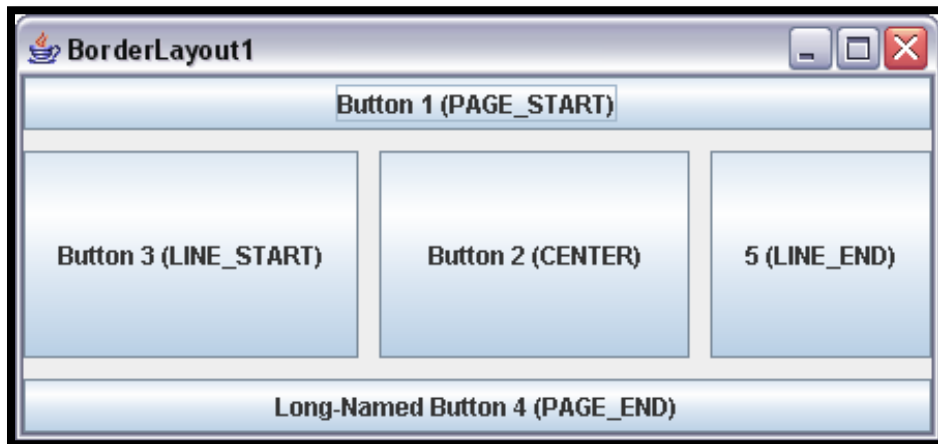 BorderLayout1
Button 1 (PAGE_START)
Button 3 (LINE_START) Button 2 (CENTER) 5 (LINE_END)
Long-Named Button 4 (PAGE_END)